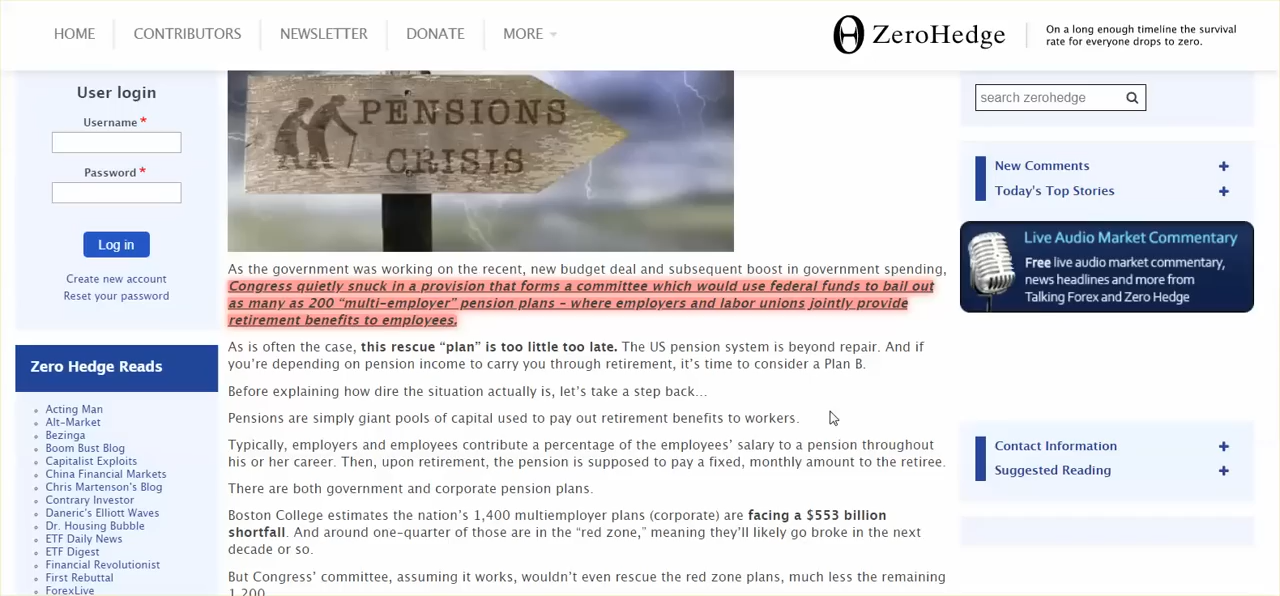 HOME
CONTRIBUTORS
NEWSLETTER
DONATE
MORE
ZeroHedge
On a long enough timeline the survival
rate for everyone drops to zero.
User login
Username *
Password *
Log in
Create new account
Reset your password
Zero Hedge Reads
Acting Man
Alt-Market
Bezinga
Boom Bust Blog
Capitalist Exploits
China Financial Markets
Chris Martenson's Blog
Contrary Investor
Daneric's Elliott Waves
Dr. Housing Bubble
ETF Daily News
ETF Digest
Financial Revolutionist
First Rebuttal
ForexLive
PENSIONS
CRISIS
As the government was working on the recent, new budget deal and subsequent boost in government spending,
Congress quietly snuck in a provision that forms a committee which would use federal funds to bail out
as many as 200 “multi-employer” pension plans – where employers and labor unions jointly provide
retirement benefits to employees.
As is often the case, this rescue “plan” is too little too late. The US pension system is beyond repair. And if
you’re depending on pension income to carry you through retirement, it’s time to consider a Plan B.
Before explaining how dire the situation actually is, let’s take a step back…
Pensions are simply giant pools of capital used to pay out retirement benefits to workers.
Typically, employers and employees contribute a percentage of the employees’ salary to a pension throughout
his or her career. Then, upon retirement, the pension is supposed to pay a fixed, monthly amount to the retiree.
There are both government and corporate pension plans.
Boston College estimates the nation’s 1,400 multiemployer plans (corporate) are facing a $553 billion
shortfall. And around one-quarter of those are in the “red zone,” meaning they’ll likely go broke in the next
decade or so.
But Congress’ committee, assuming it works, wouldn’t even rescue the red zone plans, much less the remaining
1,200.
search zerohedge
New Comments +
Today's Top Stories +
Live Audio Market Commentary
Free live audio market commentary,
news headlines and more from
Talking Forex and Zero Hedge
Contact Information +
Suggested Reading +